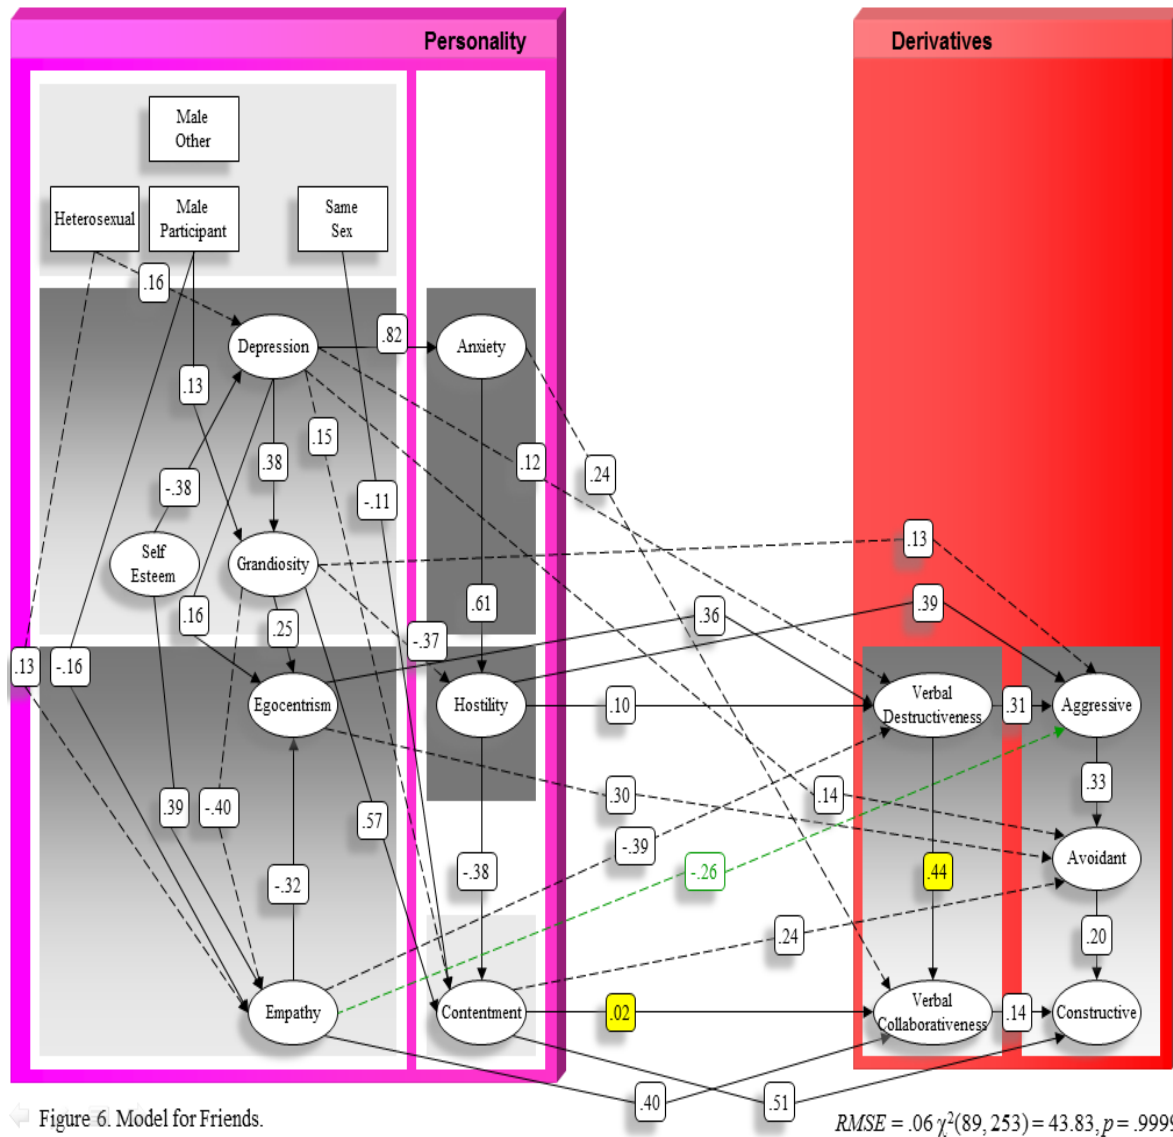 Personality
Derivatives
Male
Other
Heterosexual
Male
Participant
Same
Sex
.16
Depression
.82
Anxiety
.13
.15
.12
.24
-.38
.38
-.11
Self
Esteem
Grandiosity
.13
.16
.25
.61
.36
.39
-.37
.13
-.16
Egocentrism
Hostility
.10
Verbal
Destructiveness
.31
Aggressive
.39
-.40
.57
.30
.14
.33
-.39
Avoidant
-.32
-.38
-.26
.44
.24
.20
Empathy
Contentment
.02
Verbal
Collaborativeness
.14
Constructive
.40
.51
Figure 6. Model for Friends.
RMSE = .06 χ²(89, 253) = 43.83, p = .9999